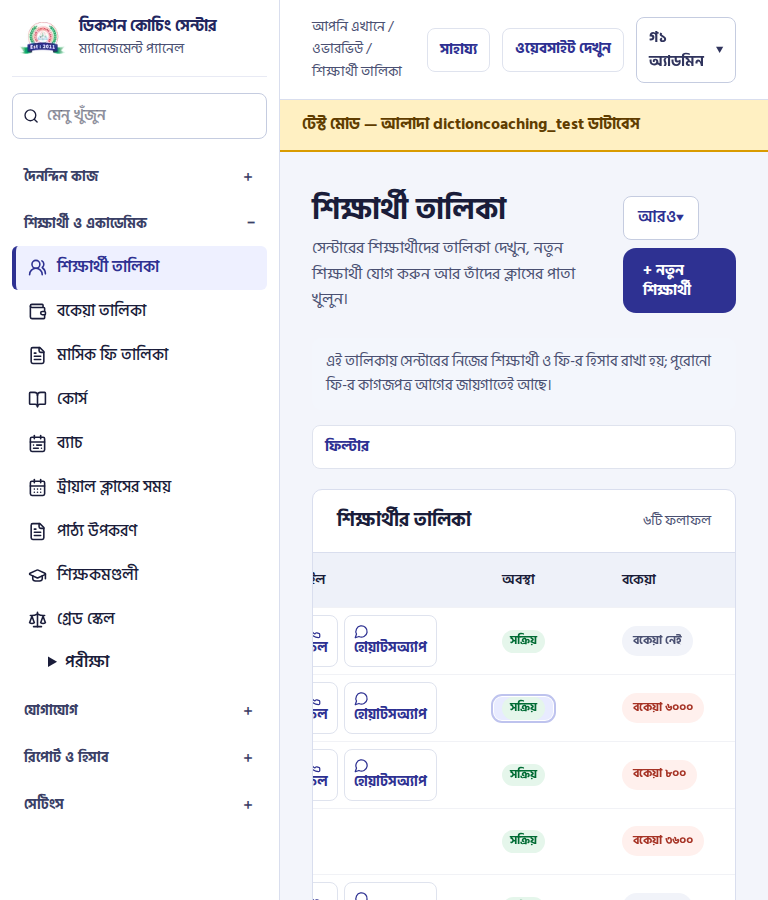 ডিকশন কোচিং সেন্টার
ম্যানেজমেন্ট প্যানেল
Est : 2011
মেনু খুঁজুন
দৈনন্দিন কাজ +
শিক্ষার্থী ও একাডেমিক −
শিক্ষার্থী তালিকা
বকেয়া তালিকা
মাসিক ফি তালিকা
কোর্স
ব্যাচ
ট্রায়াল ক্লাসের সময়
পাঠ্য উপকরণ
শিক্ষকমণ্ডলী
গ্রেড স্কেল
▶ পরীক্ষা
যোগাযোগ +
রিপোর্ট ও হিসাব +
সেটিংস +
আপনি এখানে /
ওভারভিউ /
শিক্ষার্থী তালিকা
সাহায্য
ওয়েবসাইট দেখুন
গ১
অ্যাডমিন ▼
টেস্ট মোড — আলাদা dictioncoaching_test ডাটাবেস
শিক্ষার্থী তালিকা
সেন্টারের শিক্ষার্থীদের তালিকা দেখুন, নতুন
শিক্ষার্থী যোগ করুন আর তাঁদের ক্লাসের পাতা
খুলুন।
আরও▾
+ নতুন
শিক্ষার্থী
এই তালিকায় সেন্টারের নিজের শিক্ষার্থী ও ফি-র হিসাব রাখা হয়; পুরোনো
ফি-র কাগজপত্র আগের জায়গাতেই আছে।
ফিল্টার
শিক্ষার্থীর তালিকা
৬টি ফলাফল
অবস্থা বকেয়া
হোয়াটসঅ্যাপ সক্রিয় বকেয়া নেই
হোয়াটসঅ্যাপ সক্রিয় বকেয়া ৬০০০
হোয়াটসঅ্যাপ সক্রিয় বকেয়া ৮০০
সক্রিয় বকেয়া ৩৬০০